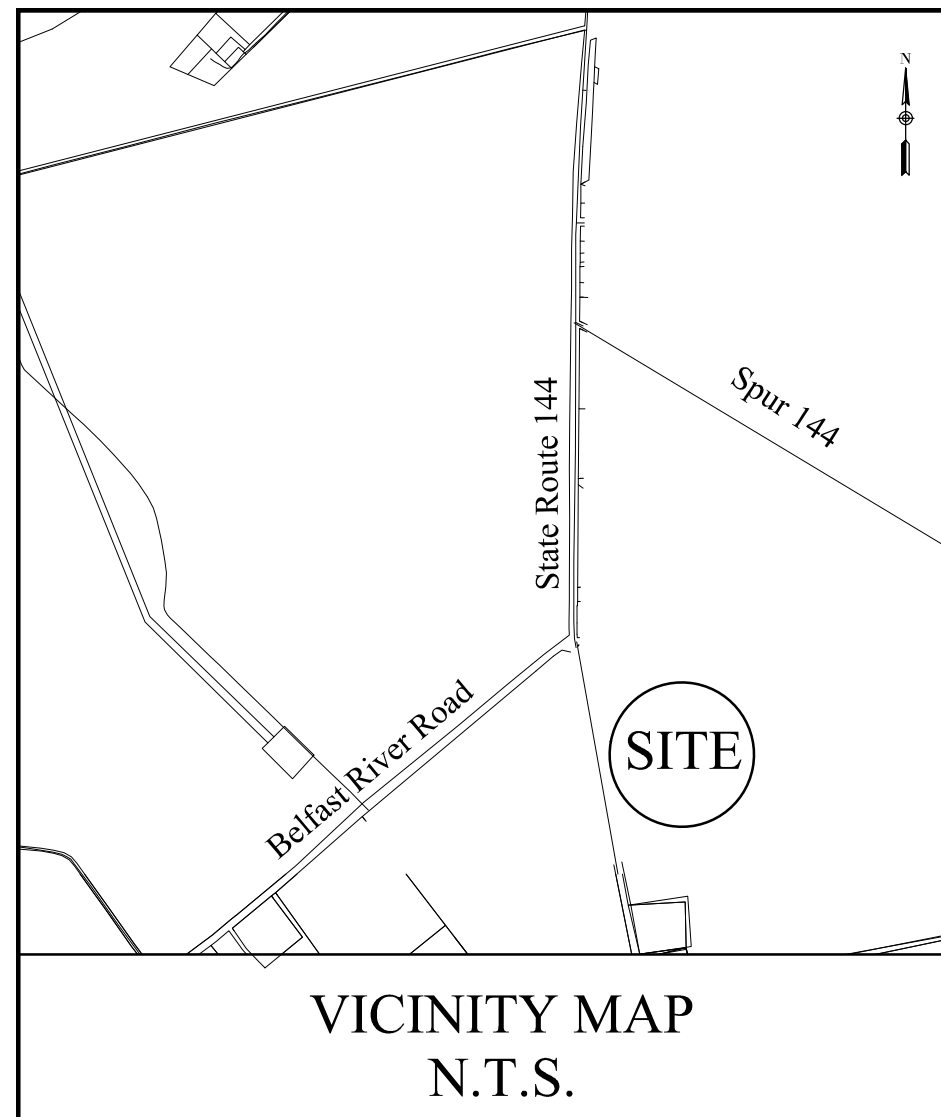 N
Spur 144
State Route 144
Belfast River Road
SITE
VICINITY MAP
N.T.S.